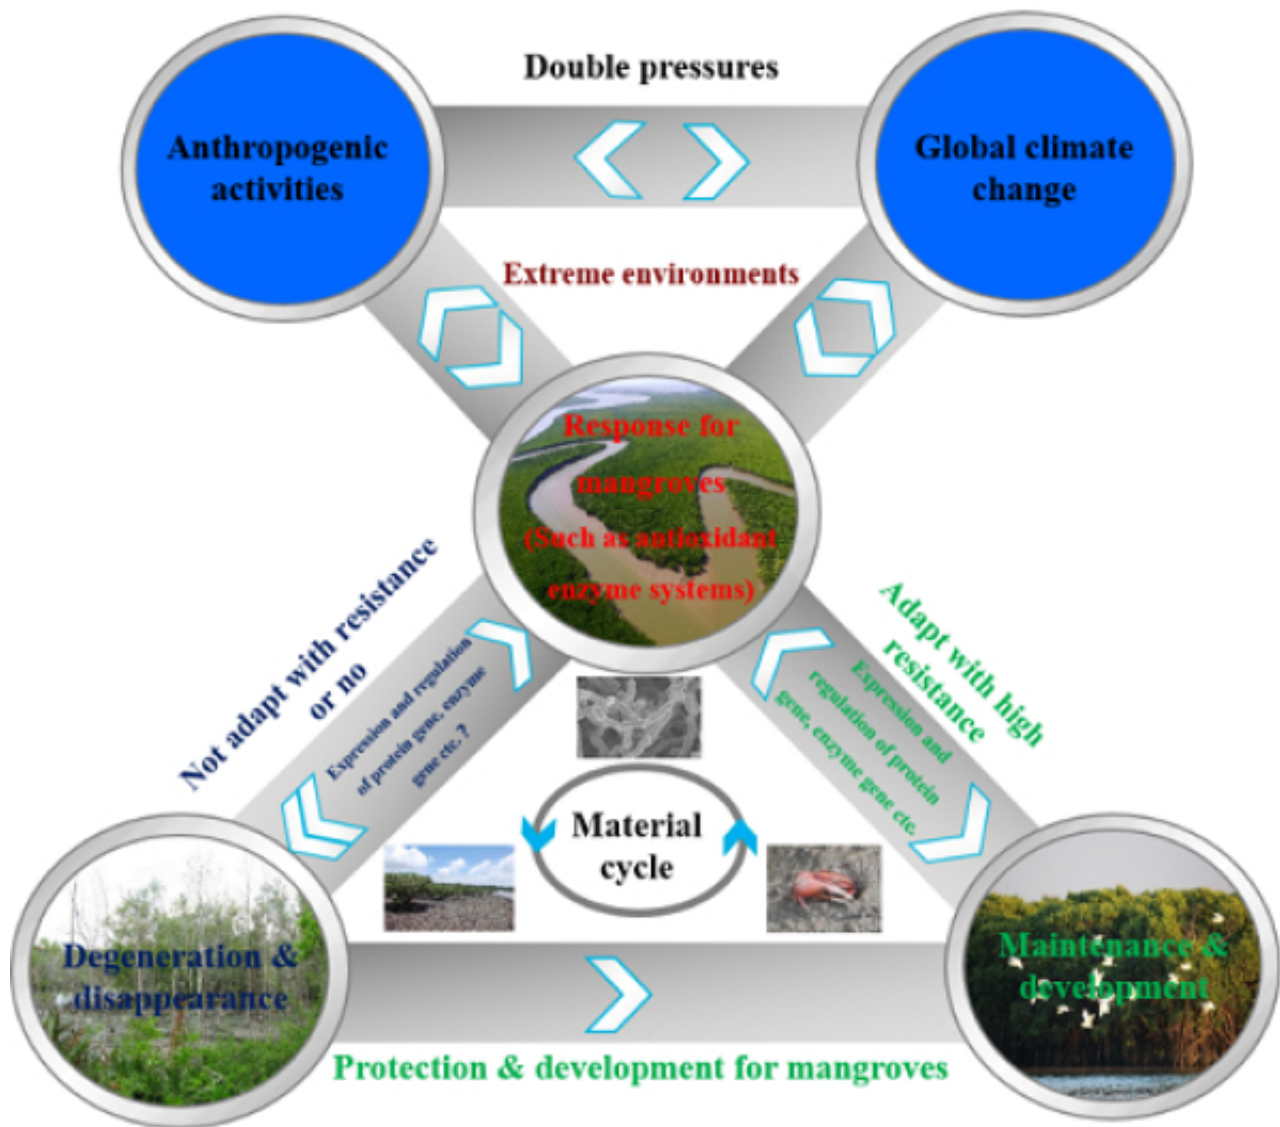 Double pressures
Anthropogenic
activities
Global climate
change
Extreme environments
Response for
mangroves
(Such as antioxidant
enzyme systems)
Not adapt with resistance
or no
Expression and regulation
of protein gene, enzyme
gene etc. ?
Adapt with high
resistance
Expression and
regulation of protein
gene, enzyme gene etc.
Material
cycle
Degeneration &
disappearance
Maintenance &
development
Protection & development for mangroves